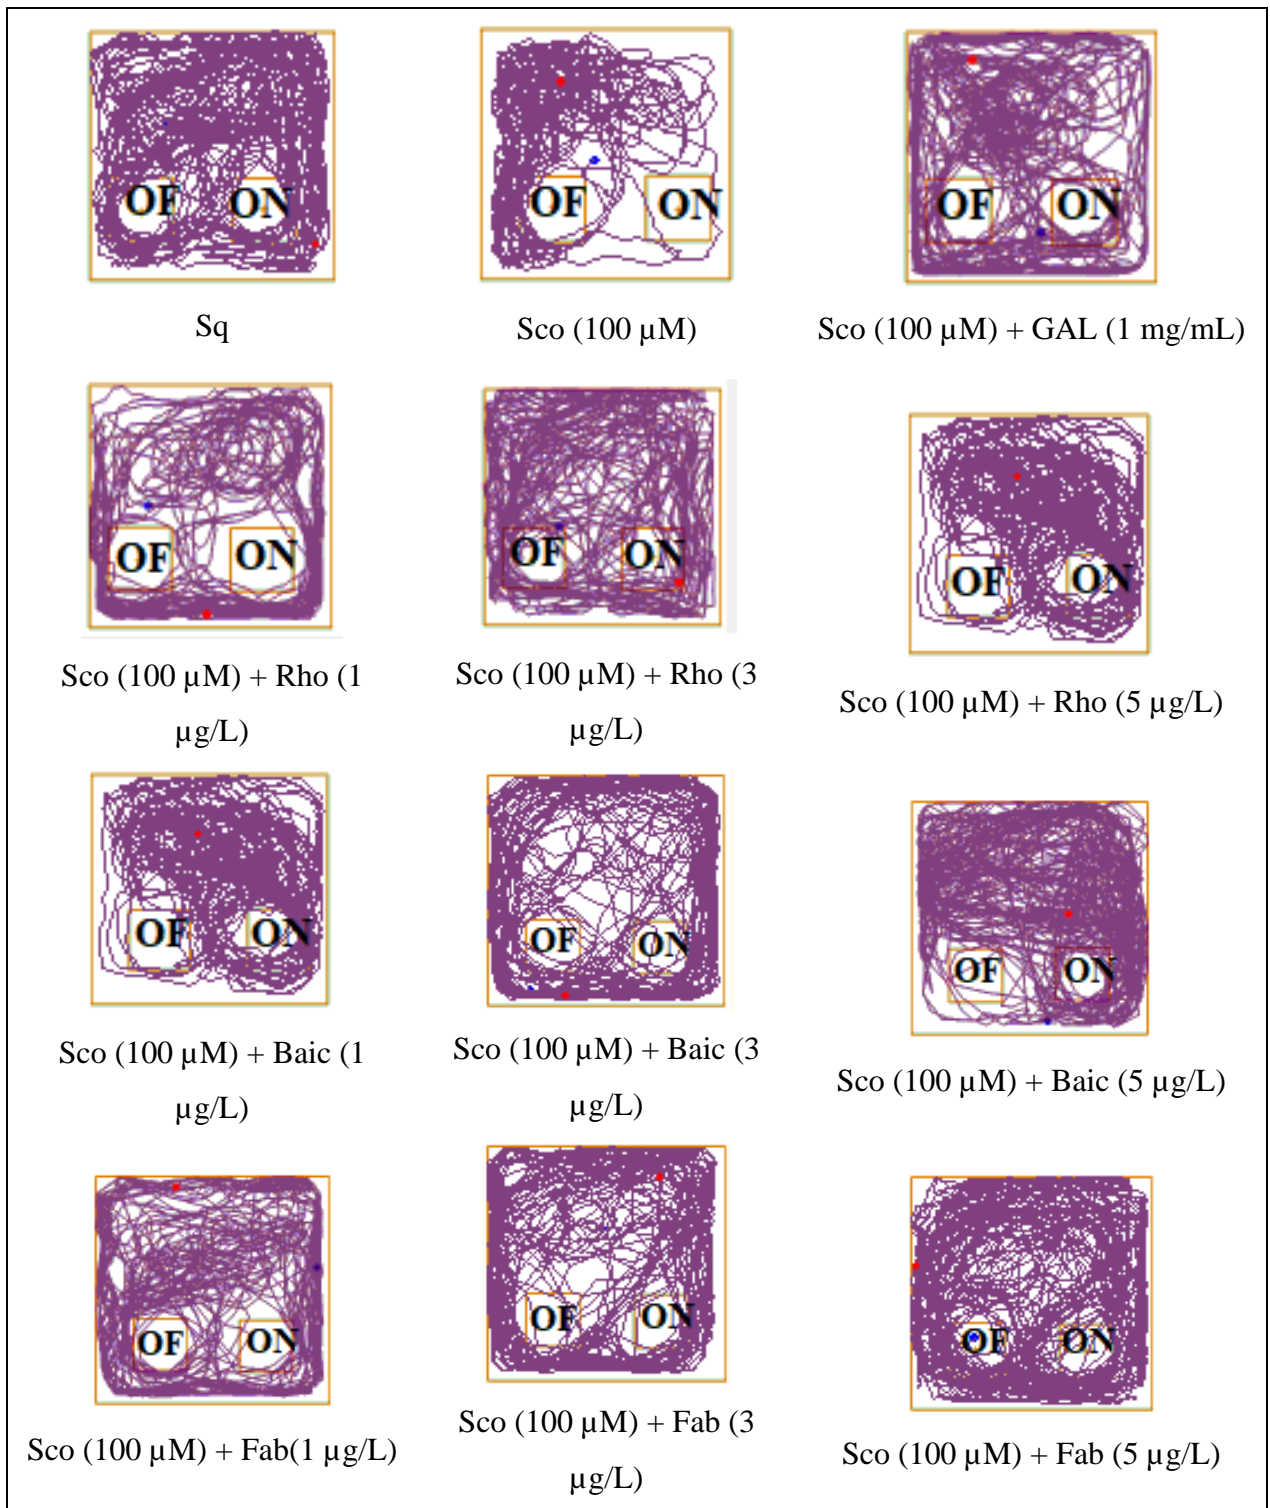 OF ON
OF ON
OF ON
Sq
Sco (100 µM)
Sco (100 µM) + GAL (1 mg/mL)
OF ON
OF ON
OF ON
Sco (100 µM) + Rho (1
µg/L)
Sco (100 µM) + Rho (3
µg/L)
Sco (100 µM) + Rho (5 µg/L)
OF ON
OF ON
OF ON
Sco (100 µM) + Baic (1
µg/L)
Sco (100 µM) + Baic (3
µg/L)
Sco (100 µM) + Baic (5 µg/L)
OF ON
OF ON
OF ON
Sco (100 µM) + Fab(1 µg/L)
Sco (100 µM) + Fab (3
µg/L)
Sco (100 µM) + Fab (5 µg/L)